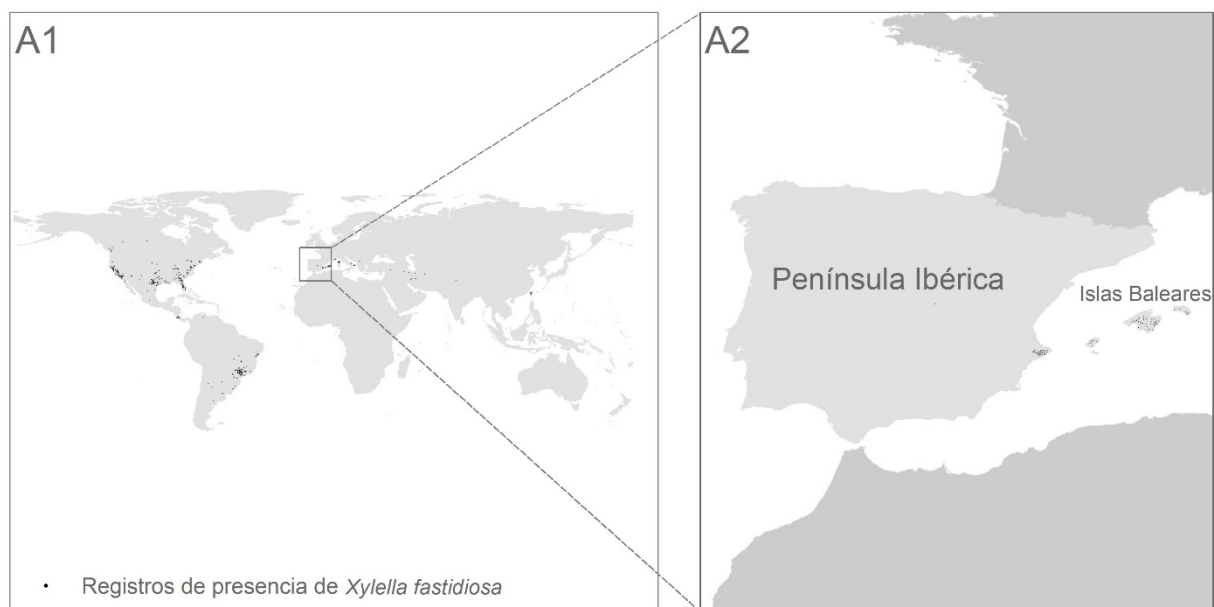 A1
A2
Península Ibérica
Islas Baleares
Registros de presencia de Xylella fastidiosa